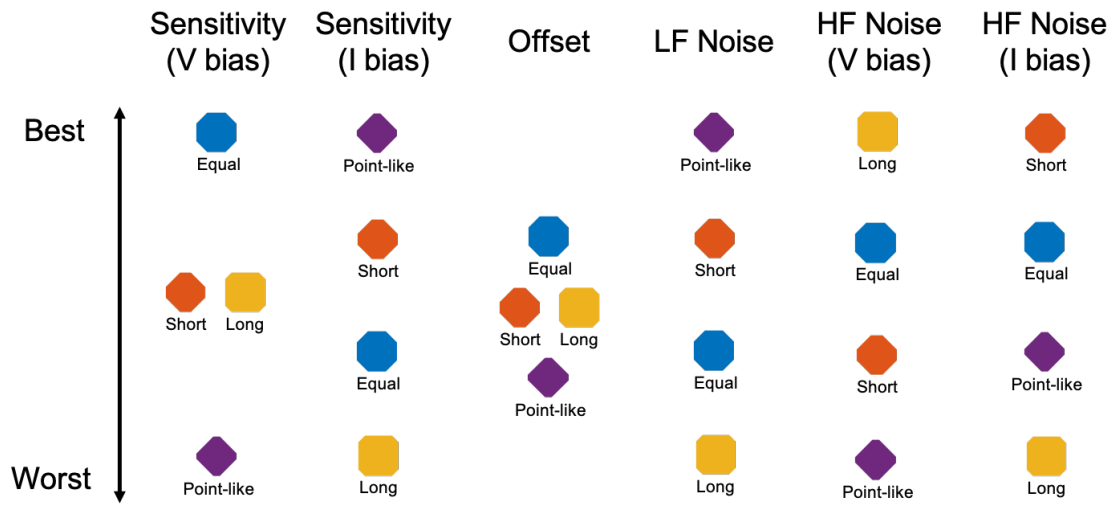 Sensitivity
(V bias)
Sensitivity
(I bias)
Offset
LF Noise
HF Noise
(V bias)
HF Noise
(I bias)
Best
Equal
Point-like
Point-like
Long
Short
Short
Equal
Short
Equal
Equal
Short
Long
Short
Long
Equal
Point-like
Equal
Short
Point-like
Worst
Point-like
Long
Long
Point-like
Long